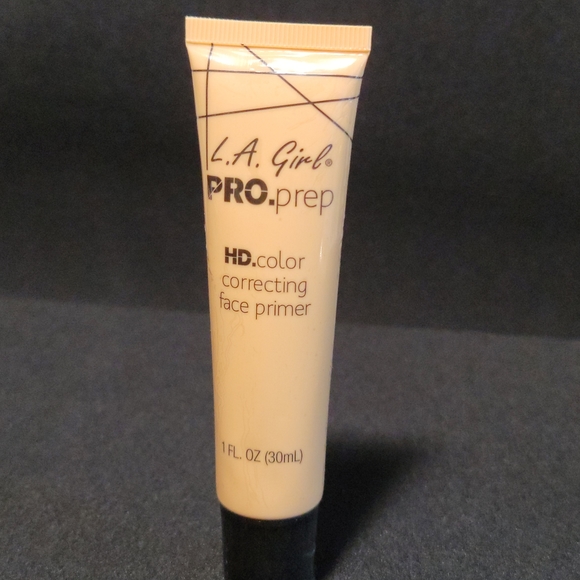 L.A. Girl®
PRO.prep
HD.color
correcting
face primer
1 FL. OZ (30mL)